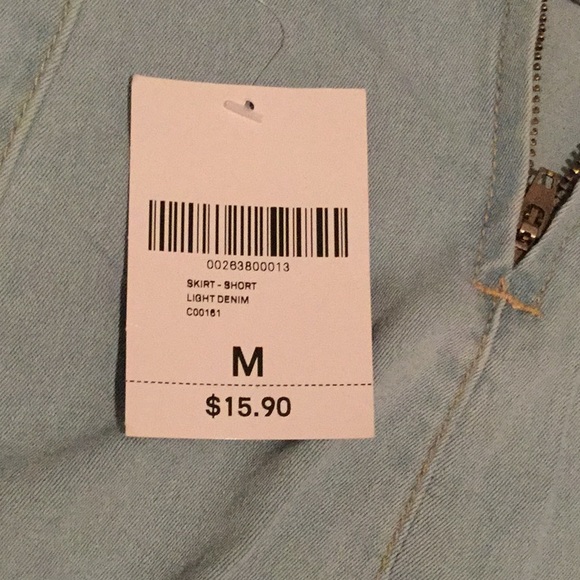 00263800013
SKIRT - SHORT
LIGHT DENIM
C00161
M
$15.90